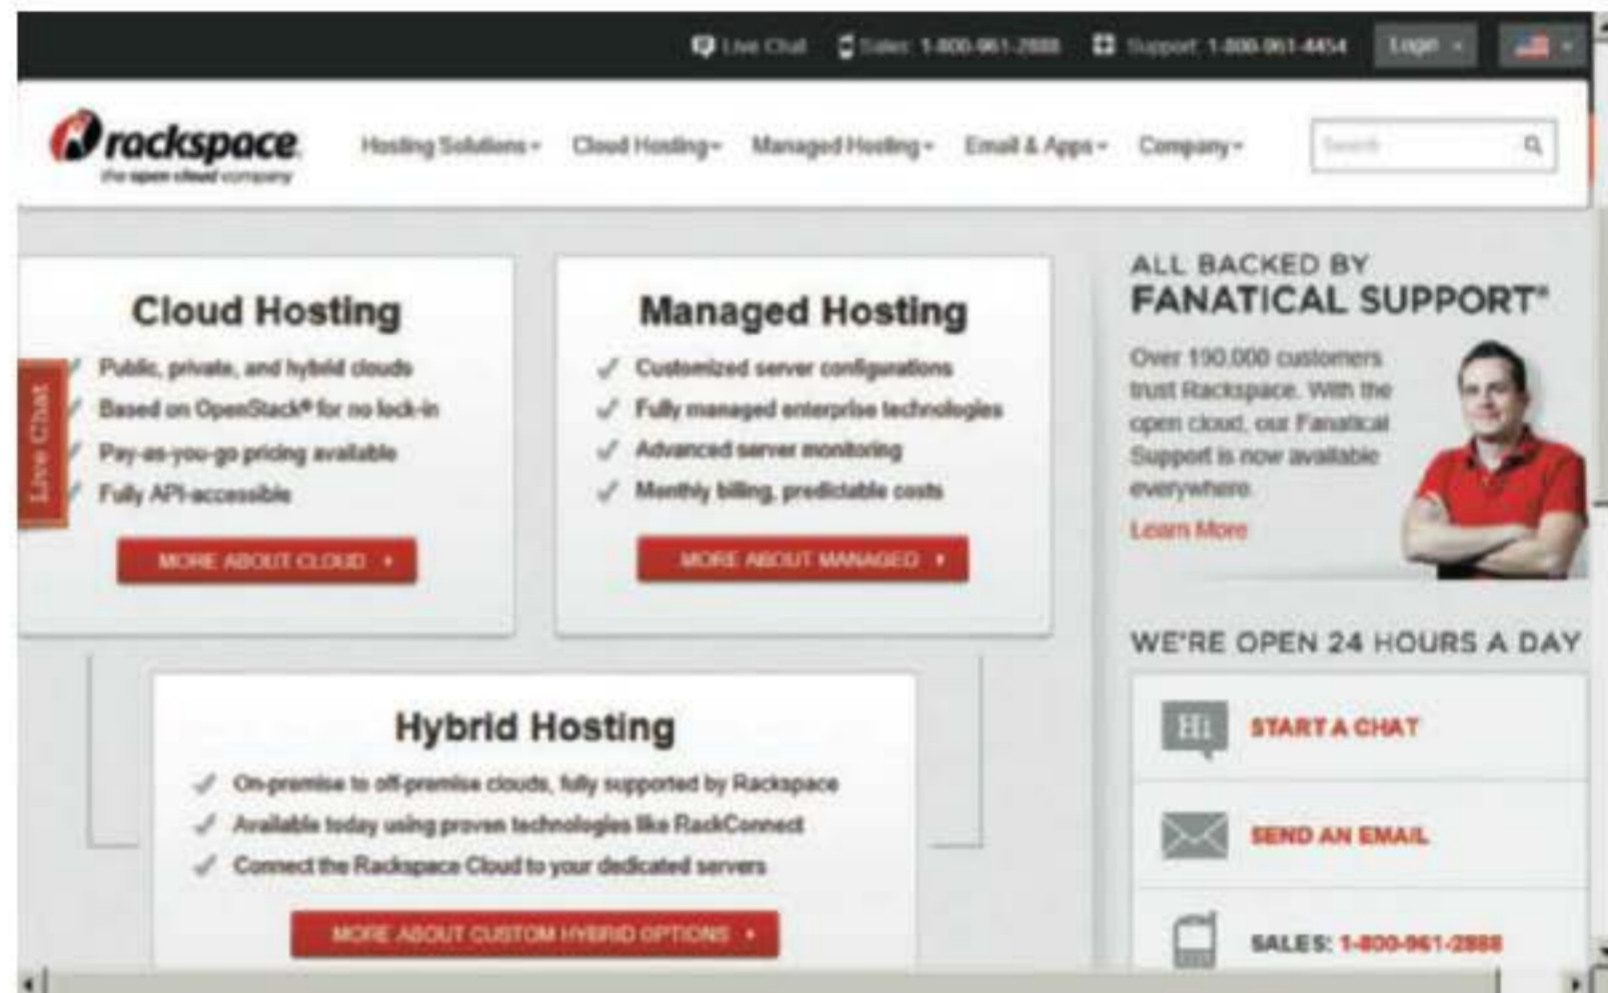 Live Chat Sales: 1-800-961-2888 Support: 1-800-961-4454 Login
rackspace
the open cloud company
Hosting Solutions Cloud Hosting Managed Hosting Email & Apps Company Search
Cloud Hosting
Public, private, and hybrid clouds
Based on OpenStack® for no lock-in
Pay-as-you-go pricing available
Fully API-accessible
MORE ABOUT CLOUD
Live Chat
Managed Hosting
Customized server configurations
Fully managed enterprise technologies
Advanced server monitoring
Monthly billing, predictable costs
MORE ABOUT MANAGED
Hybrid Hosting
On-premise to off-premise clouds, fully supported by Rackspace
Available today using proven technologies like RackConnect
Connect the Rackspace Cloud to your dedicated servers
MORE ABOUT CUSTOM HYBRID OPTIONS
ALL BACKED BY
FANATICAL SUPPORT®
Over 190,000 customers
trust Rackspace. With the
open cloud, our Fanatical
Support is now available
everywhere.
Learn More
WE'RE OPEN 24 HOURS A DAY
Hi START A CHAT
SEND AN EMAIL
SALES: 1-800-961-2888